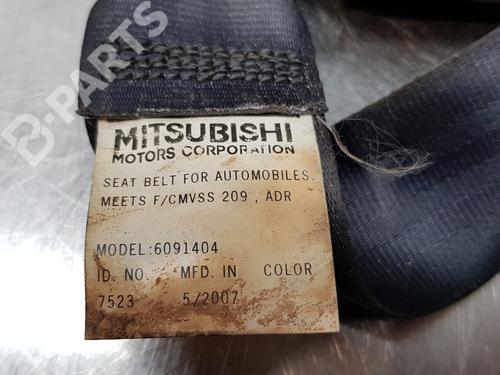 B-PARTS
MITSUBISHI
MOTORS CORPORATION
SEAT BELT FOR AUTOMOBILES.
MEETS F/CMVSS 209 , ADR
MODEL:6091404
ID. NO. MFD. IN COLOR
7523 5/2007